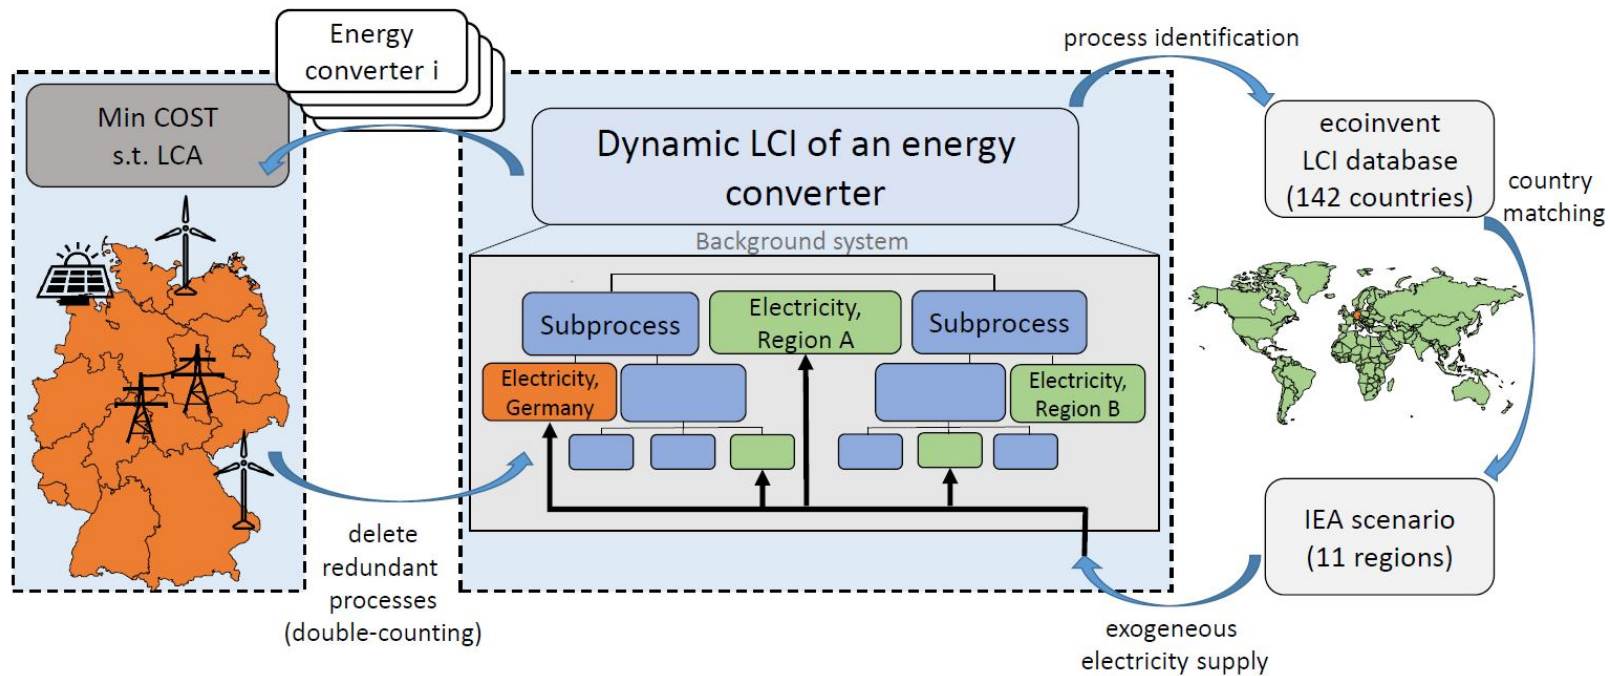 Energy
converter i
Min COST
s.t. LCA
Dynamic LCI of an energy
converter
Background system
Subprocess
Electricity,
Region A
Subprocess
Electricity,
Germany
Electricity,
Region B
delete
redundant
processes
(double-counting)
process identification
ecoinvent
LCI database
(142 countries)
country
matching
IEA scenario
(11 regions)
exogeneous
electricity supply